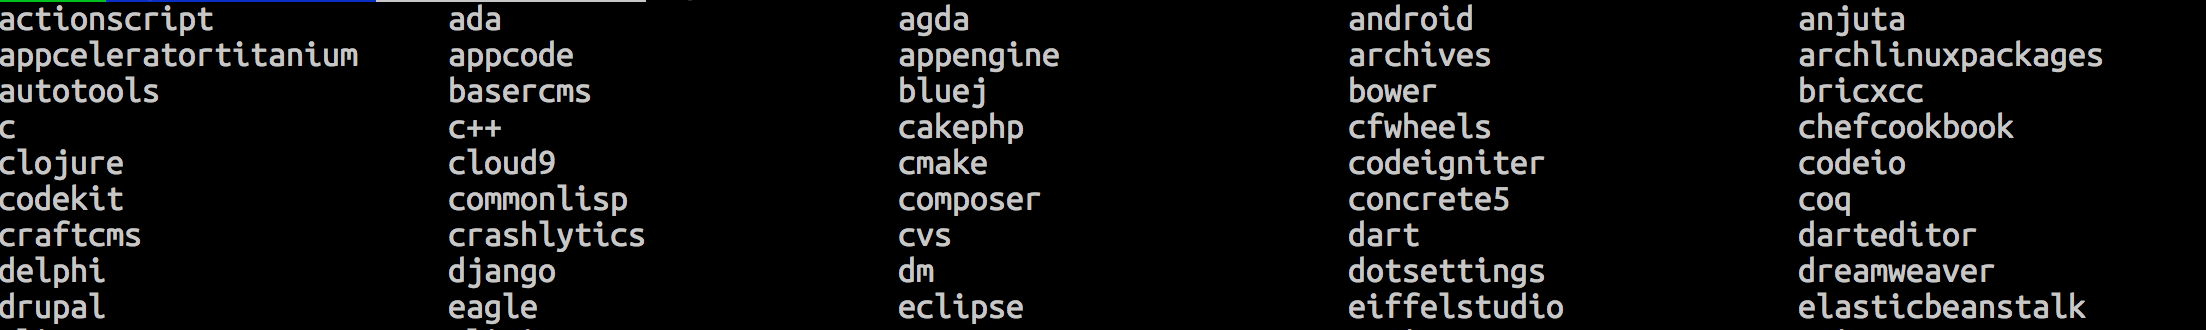 actionscript ada agda android anjuta
appceleratortitanium appcode appengine archives archlinuxpackages
autotools basercms bluej bower bricxcc
c c++ cakephp cfwheels chefcookbook
clojure cloud9 cmake codeigniter codeio
codekit commonlisp composer concrete5 coq
craftcms crashlytics cvs dart darteditor
delphi django dm dotsettings dreamweaver
drupal eagle eclipse eiffelstudio elasticbeanstalk